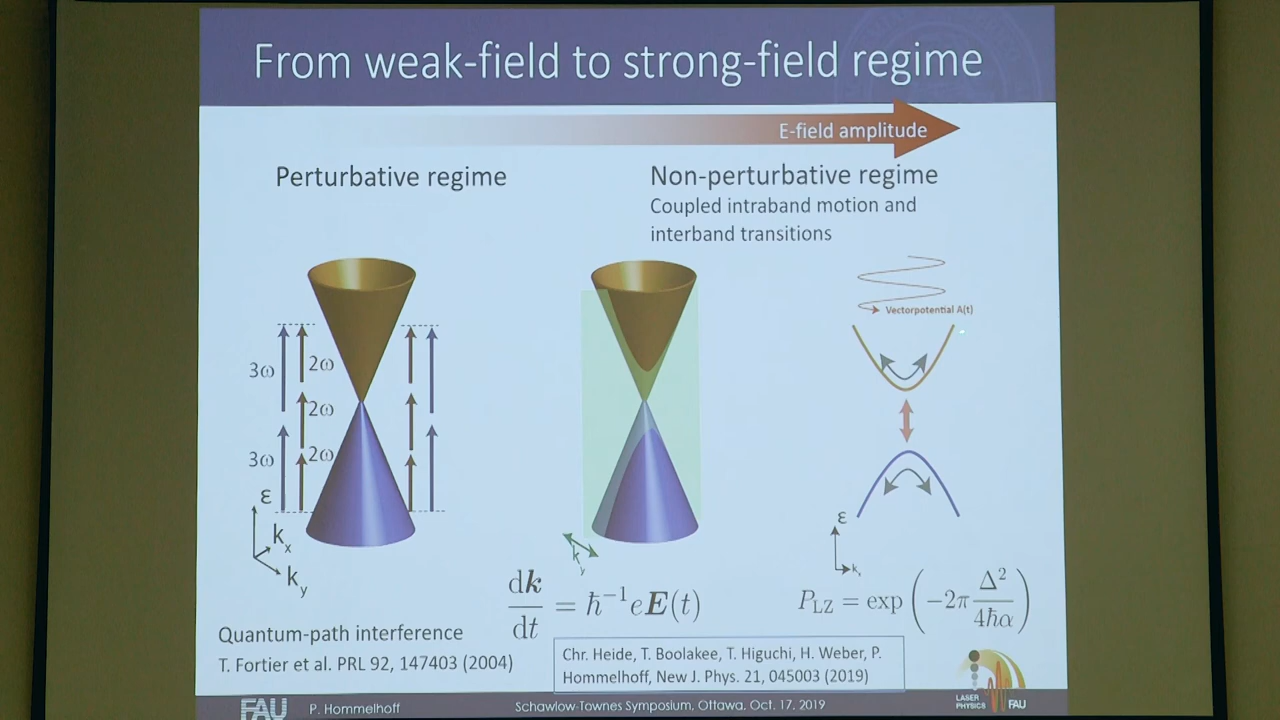 From weak-field to strong-field regime
E-field amplitude
Perturbative regime
Non-perturbative regime
Coupled intraband motion and
interband transitions
Vectorpotential A(t)
3ω
2ω
2ω
3ω
2ω
ε
k_x
k_y
k_y
ε
dk/dt = ħ⁻¹eE(t)
P_LZ = exp(−2π Δ²/4ħα)
Quantum-path interference
T. Fortier et al. PRL 92, 147403 (2004)
Chr. Heide, T. Boolakee, T. Higuchi, H. Weber, P.
Hommelhoff, New J. Phys. 21, 045003 (2019)
LASER
PHYSICS
FAU
FAU
P. Hommelhoff
Schawlow-Townes Symposium, Ottawa. Oct. 17. 2019